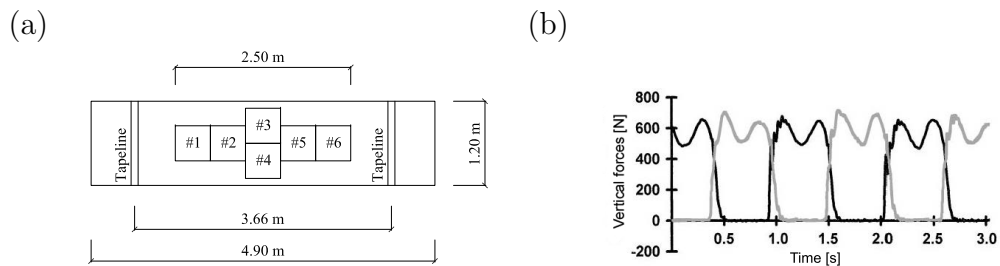 (a)
2.50 m
Tapeline
#1
#2
#3
#4
#5
#6
Tapeline
1.20 m
3.66 m
4.90 m
(b)
Vertical forces [N]
800
600
400
200
0
-200
0.5 1.0 1.5 2.0 2.5 3.0
Time [s]